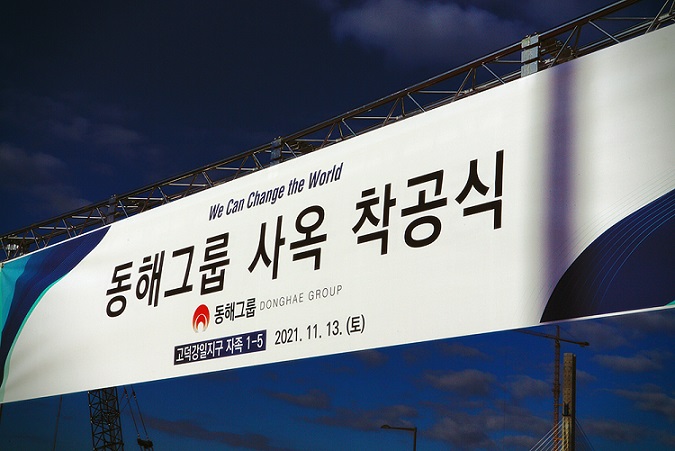 We Can Change the World
동해그룹 사옥 착공식
동해그룹 DONGHAE GROUP
고덕강일지구 자족 1-5 2021. 11. 13. (토)